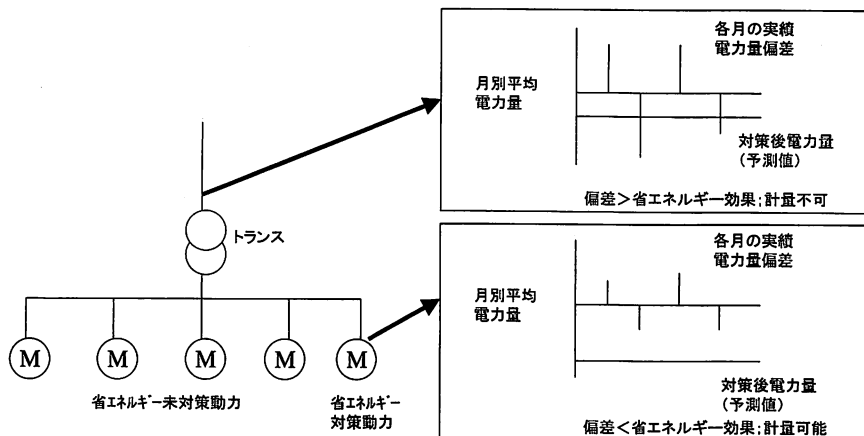 各月の実績
電力量偏差
月別平均
電力量
対策後電力量
(予測値)
偏差>省エネルギー効果;計量不可
トランス
M M M M M
省エネルギー未対策動力
省エネルギー
対策動力
各月の実績
電力量偏差
月別平均
電力量
対策後電力量
(予測値)
偏差<省エネルギー効果;計量可能